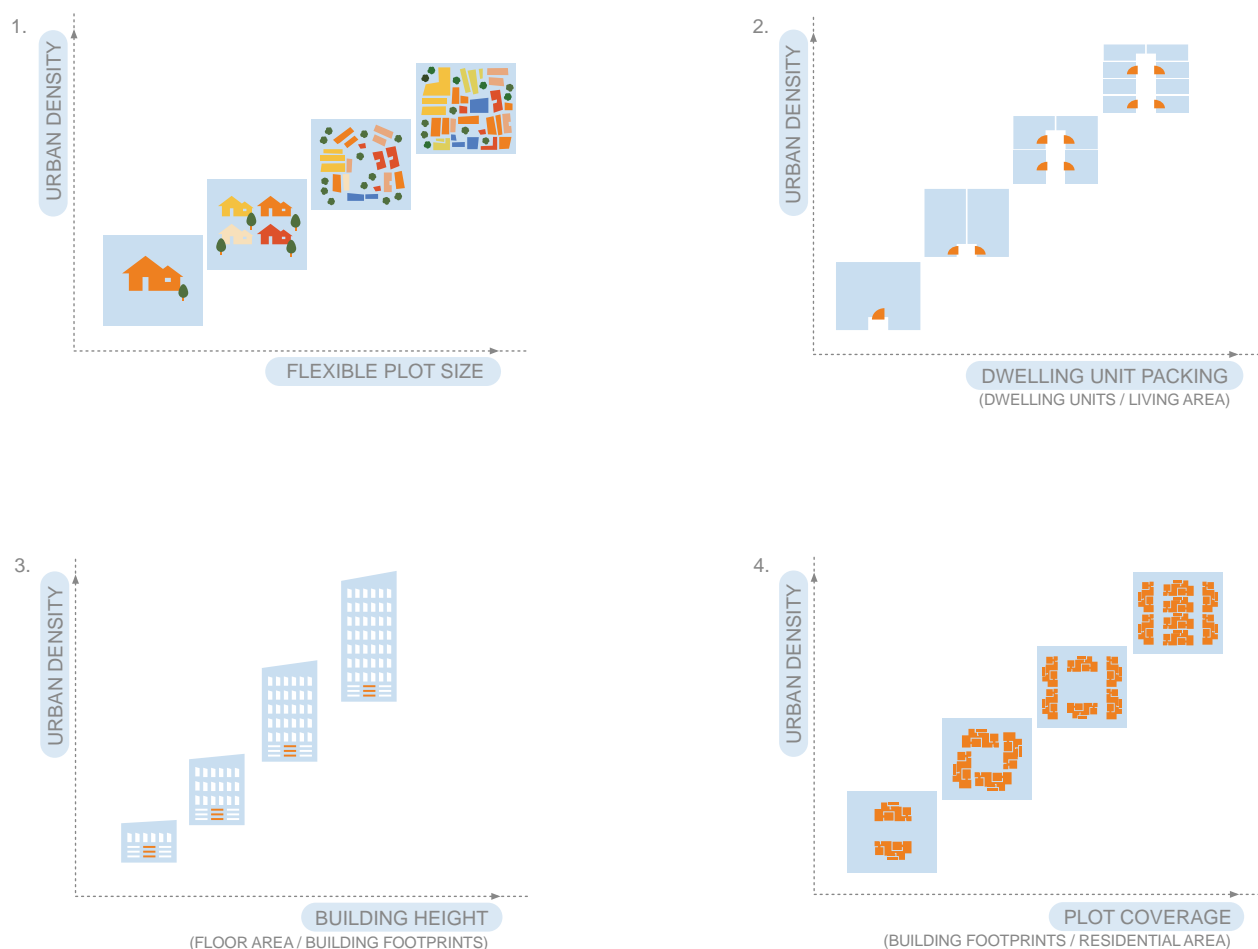 1.
URBAN DENSITY
FLEXIBLE PLOT SIZE
2.
URBAN DENSITY
DWELLING UNIT PACKING
(DWELLING UNITS / LIVING AREA)
3.
URBAN DENSITY
BUILDING HEIGHT
(FLOOR AREA / BUILDING FOOTPRINTS)
4.
URBAN DENSITY
PLOT COVERAGE
(BUILDING FOOTPRINTS / RESIDENTIAL AREA)